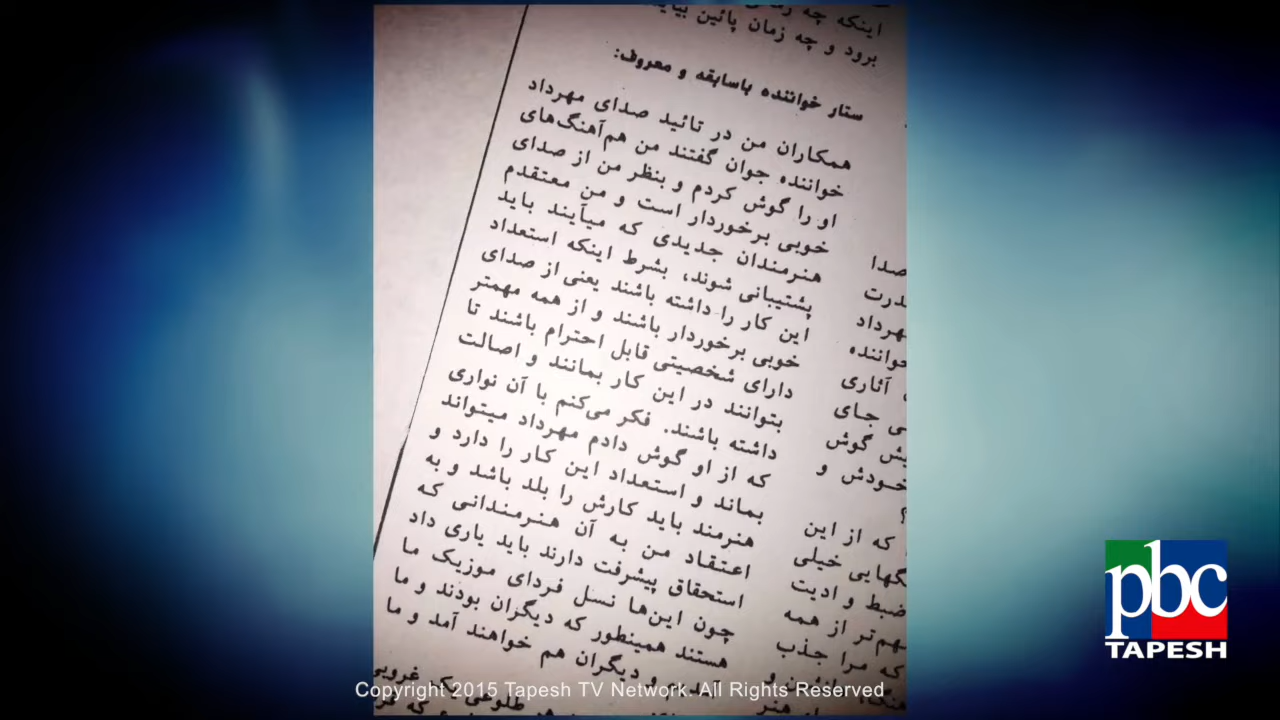 اینکه چه
برود و چه زمان پائین
ستار خواننده باسابقه و معروف:
همکاران من در تائید صدای مهرداد
خواننده جوان گفتند من هم‌آهنگ‌های
او را گوش کردم و بنظر من از صدای
خوبی برخوردار است و من معتقدم
هنرمندان جدیدی که میآیند باید
پشتیبانی شوند، بشرط اینکه استعداد
این کار را داشته باشند یعنی از صدای
خوبی برخوردار باشند و از همه مهمتر
دارای شخصیتی قابل احترام باشند تا
بتوانند در این کار بمانند و اصالت
داشته باشند. فکر می‌کنم با آن نواری
که از او گوش دادم مهرداد میتواند
بماند و استعداد این کار را دارد و
هنرمند باید کارش را بلد باشد و به
اعتقاد من به آن هنرمندانی که
استحقاق پیشرفت دارند باید یاری داد
چون این‌ها نسل فردای موزیک ما
هستند همینطور که دیگران بودند و ما
و دیگران هم خواهند آمد و ما
صدا
خواننده
آثاری
جای
گوش
خودش و
که از این
خیلی
ضبط و ادیت
از همه
که مرا جذب
pbc
TAPESH
Copyright 2015 Tapesh TV Network. All Rights Reserved